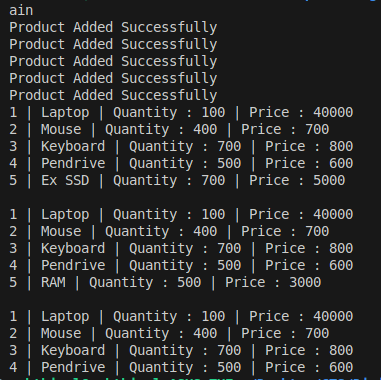 ain
Product Added Successfully
Product Added Successfully
Product Added Successfully
Product Added Successfully
Product Added Successfully
1 | Laptop | Quantity : 100 | Price : 40000
2 | Mouse | Quantity : 400 | Price : 700
3 | Keyboard | Quantity : 700 | Price : 800
4 | Pendrive | Quantity : 500 | Price : 600
5 | Ex SSD | Quantity : 700 | Price : 5000

1 | Laptop | Quantity : 100 | Price : 40000
2 | Mouse | Quantity : 400 | Price : 700
3 | Keyboard | Quantity : 700 | Price : 800
4 | Pendrive | Quantity : 500 | Price : 600
5 | RAM | Quantity : 500 | Price : 3000

1 | Laptop | Quantity : 100 | Price : 40000
2 | Mouse | Quantity : 400 | Price : 700
3 | Keyboard | Quantity : 700 | Price : 800
4 | Pendrive | Quantity : 500 | Price : 600